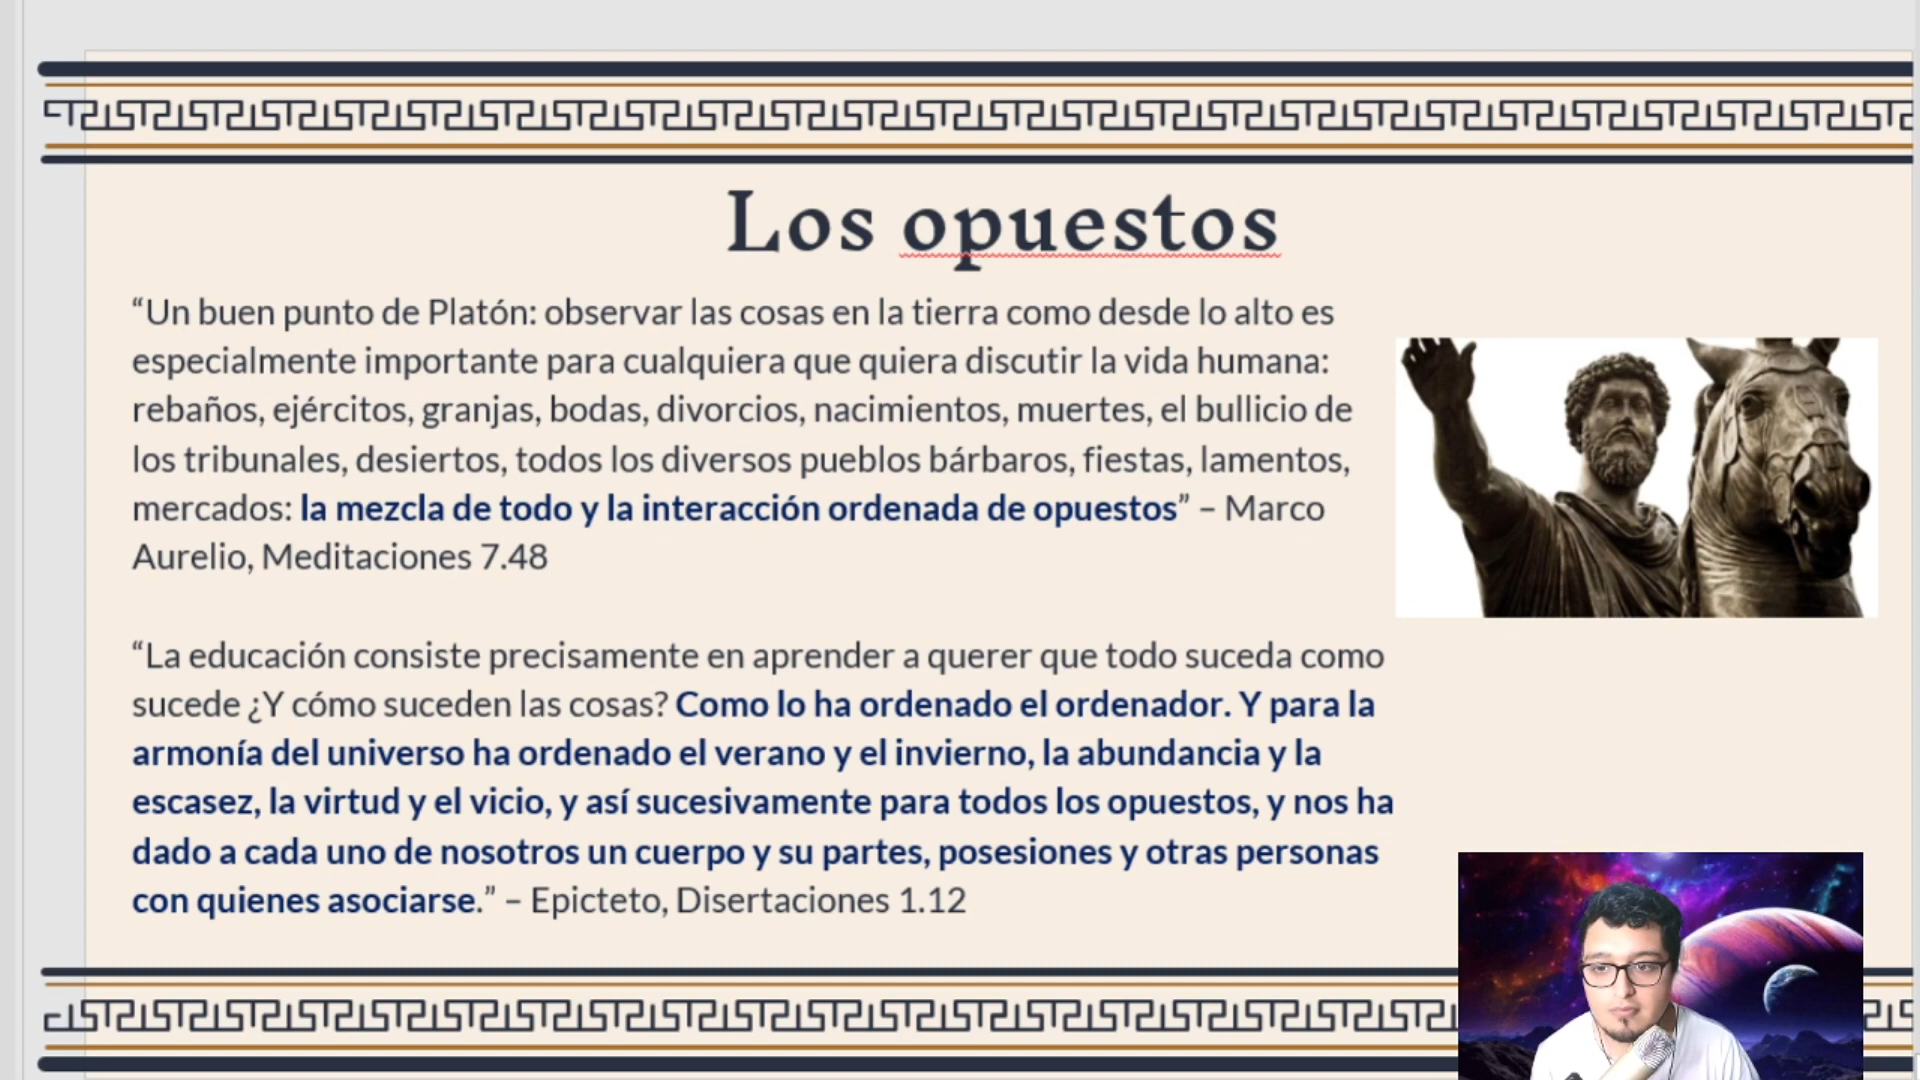 Los opuestos
“Un buen punto de Platón: observar las cosas en la tierra como desde lo alto es
especialmente importante para cualquiera que quiera discutir la vida humana:
rebaños, ejércitos, granjas, bodas, divorcios, nacimientos, muertes, el bullicio de
los tribunales, desiertos, todos los diversos pueblos bárbaros, fiestas, lamentos,
mercados: la mezcla de todo y la interacción ordenada de opuestos” – Marco
Aurelio, Meditaciones 7.48
“La educación consiste precisamente en aprender a querer que todo suceda como
sucede ¿Y cómo suceden las cosas? Como lo ha ordenado el ordenador. Y para la
armonía del universo ha ordenado el verano y el invierno, la abundancia y la
escasez, la virtud y el vicio, y así sucesivamente para todos los opuestos, y nos ha
dado a cada uno de nosotros un cuerpo y su partes, posesiones y otras personas
con quienes asociarse.” – Epicteto, Disertaciones 1.12